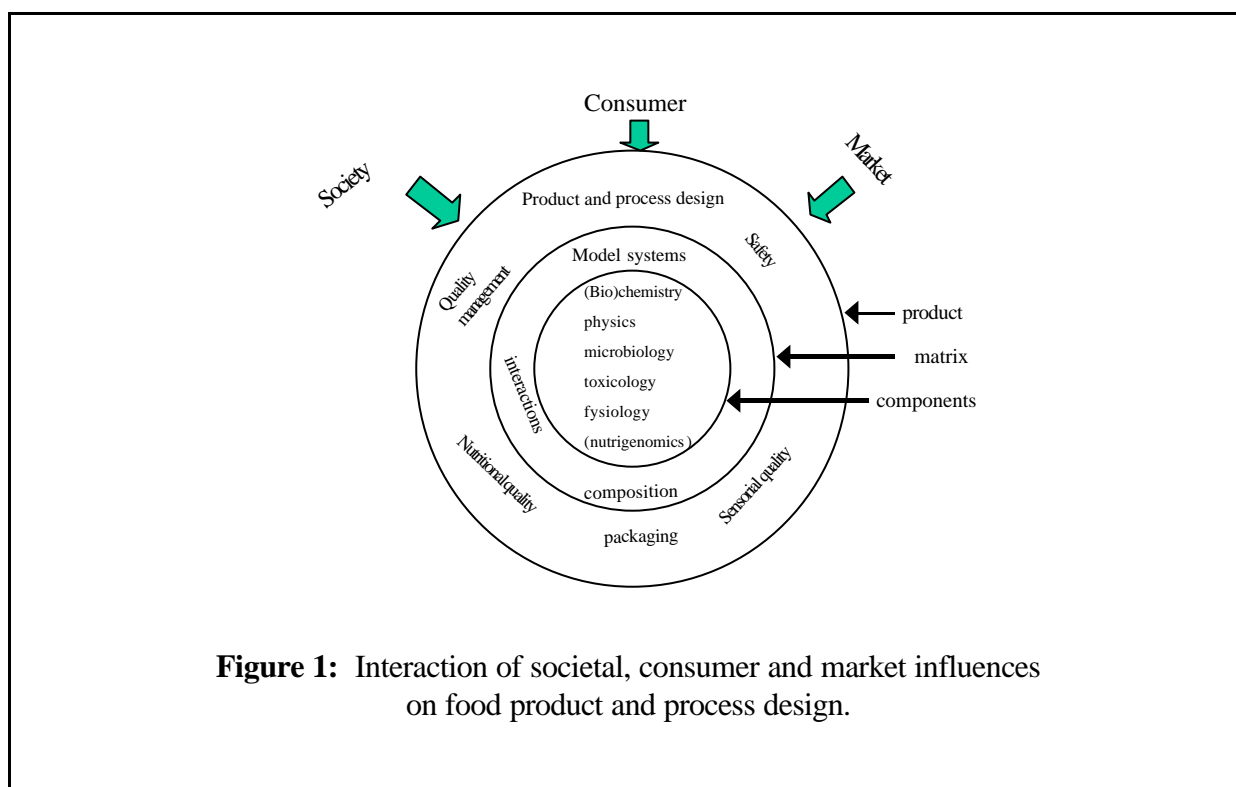 Consumer
Society
Market
Product and process design
Safety
Quality
management
Model systems
(Bio)chemistry
physics
microbiology
toxicology
fysiology
(nutrigenomics)
interactions
composition
Nutritional quality
Sensorial quality
packaging
product
matrix
components
Figure 1: Interaction of societal, consumer and market influences
on food product and process design.